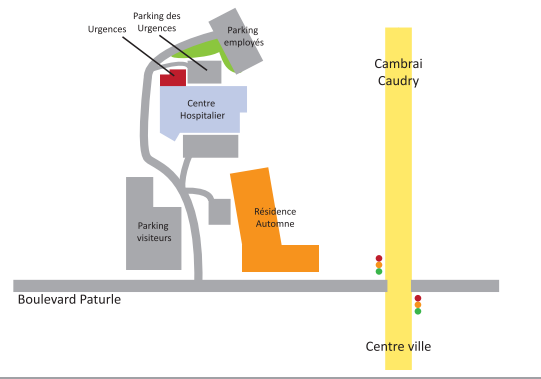 Parking des
Urgences
Urgences
Parking
employés
Cambrai
Caudry
Centre
Hospitalier
Résidence
Automne
Parking
visiteurs
Boulevard Paturle
Centre ville